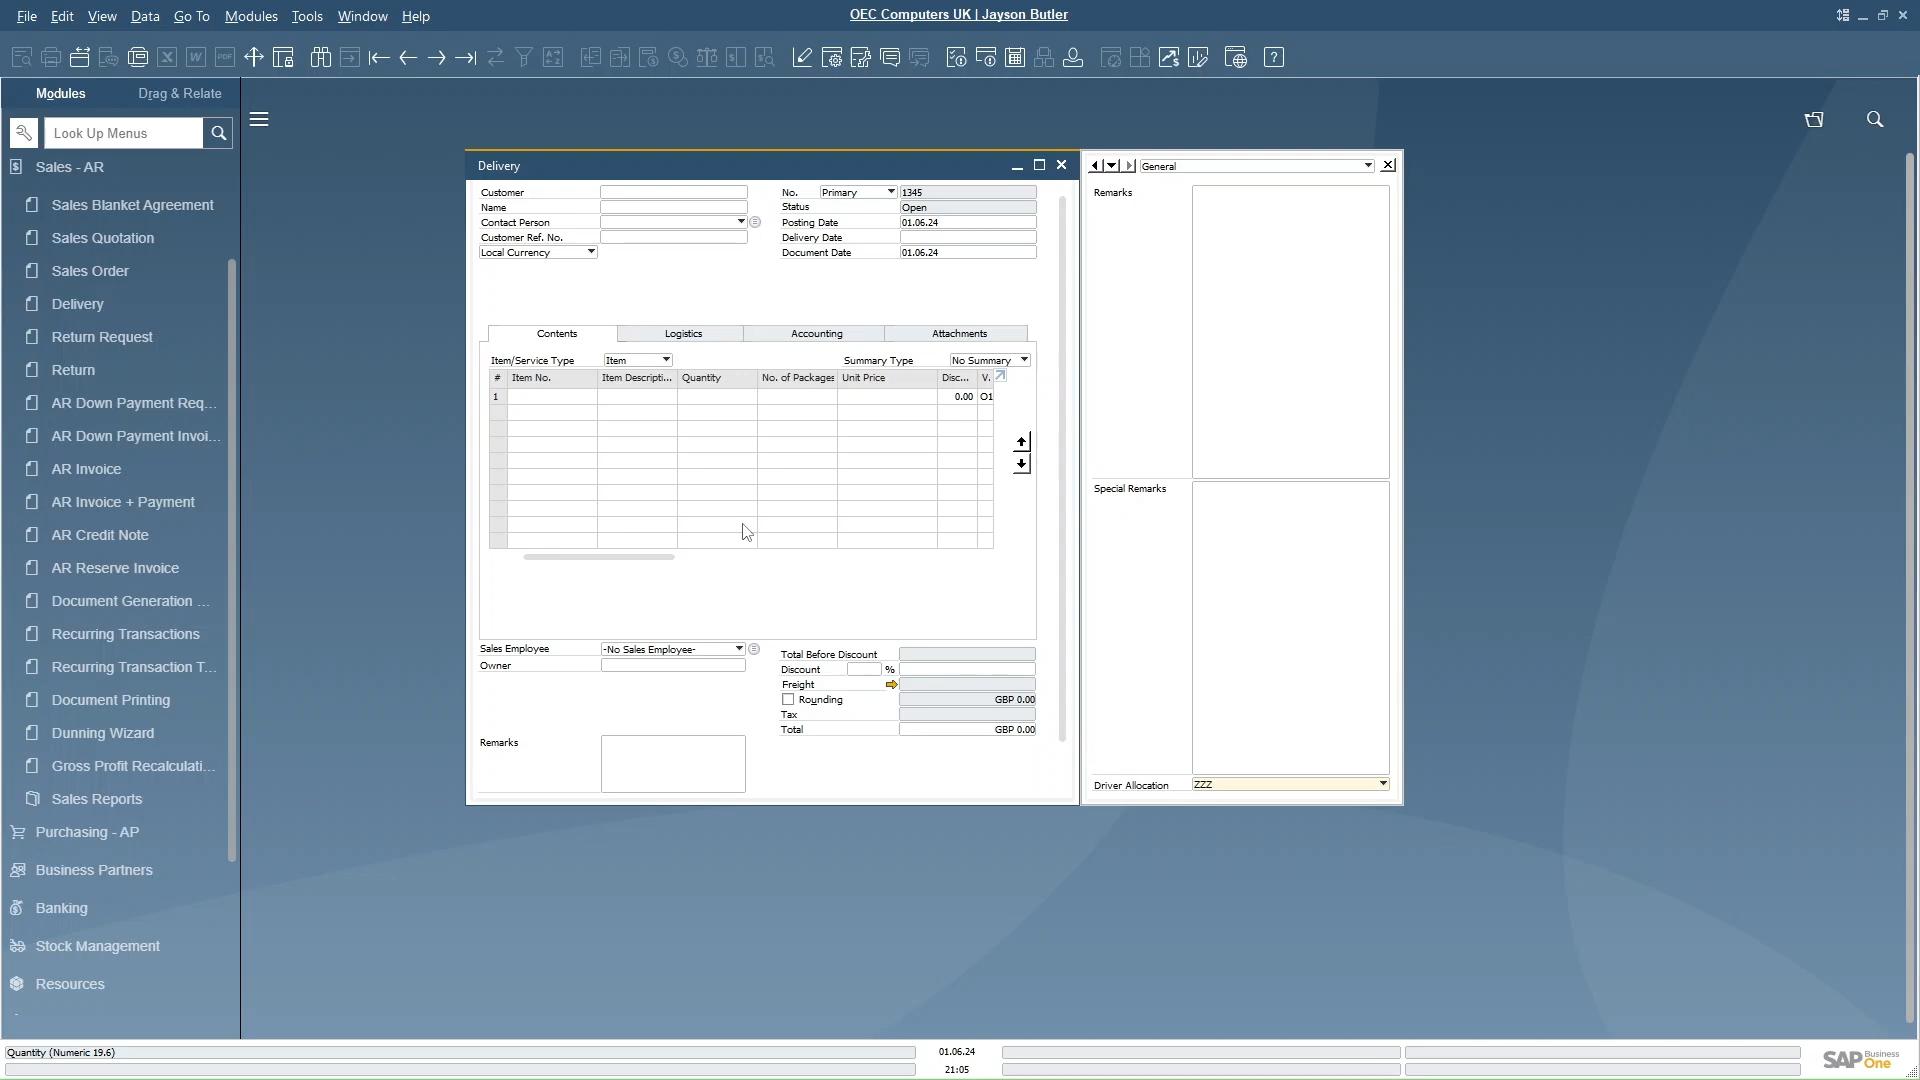 File Edit View Data Go To Modules Tools Window Help
OEC Computers UK | Jayson Butler
Modules Drag & Relate
Look Up Menus
Sales - AR
Sales Blanket Agreement
Sales Quotation
Sales Order
Delivery
Return Request
Return
AR Down Payment Req...
AR Down Payment Invoi...
AR Invoice
AR Invoice + Payment
AR Credit Note
AR Reserve Invoice
Document Generation ...
Recurring Transactions
Recurring Transaction T...
Document Printing
Dunning Wizard
Gross Profit Recalculati...
Sales Reports
Purchasing - AP
Business Partners
Banking
Stock Management
Resources
Delivery
Customer
Name
Contact Person
Customer Ref. No.
Local Currency
No. Primary 1345
Status Open
Posting Date 01.06.24
Delivery Date
Document Date 01.06.24
Contents Logistics Accounting Attachments
Item/Service Type Item Summary Type No Summary
# Item No. Item Descripti... Quantity No. of Packages Unit Price Disc... V.
1 0.00 O1
Sales Employee -No Sales Employee-
Owner
Remarks
Total Before Discount
Discount %
Freight
Rounding GBP 0.00
Tax
Total GBP 0.00
General
Remarks
Special Remarks
Driver Allocation ZZZ
Quantity (Numeric 19.6)
01.06.24
21:05
SAP Business One